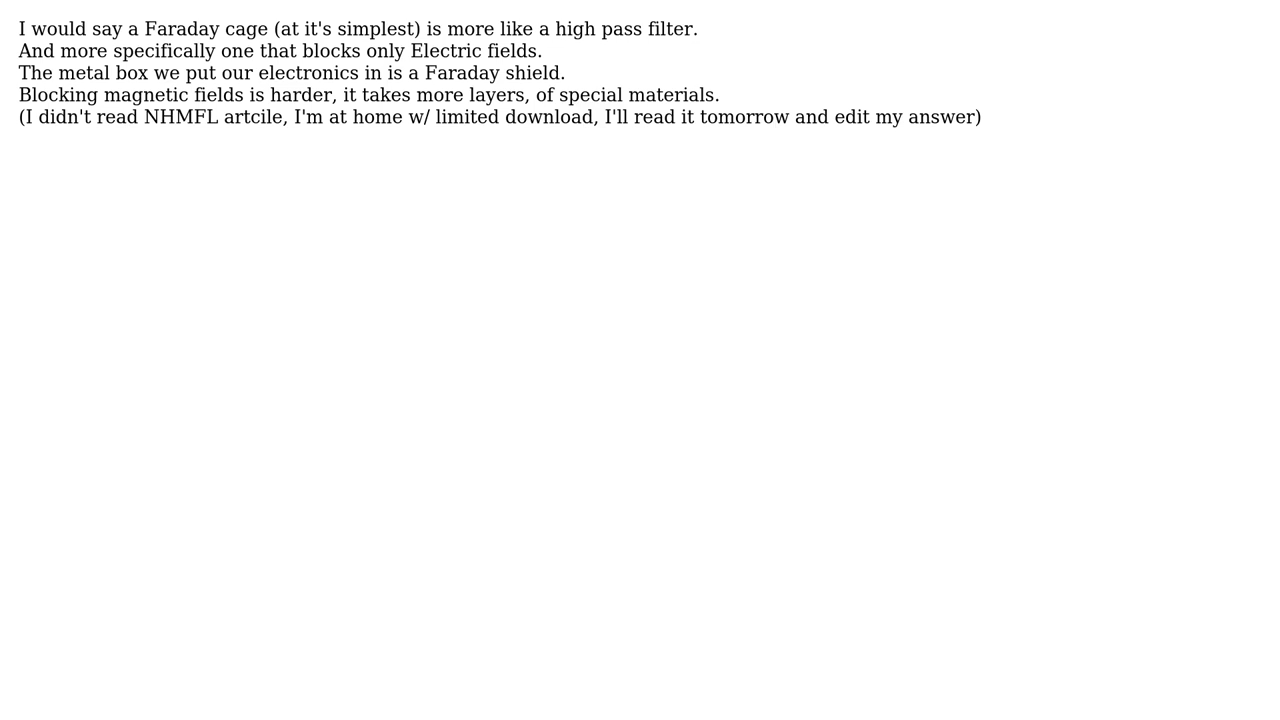 I would say a Faraday cage (at it's simplest) is more like a high pass filter.
And more specifically one that blocks only Electric fields.
The metal box we put our electronics in is a Faraday shield.
Blocking magnetic fields is harder, it takes more layers, of special materials.
(I didn't read NHMFL artcile, I'm at home w/ limited download, I'll read it tomorrow and edit my answer)